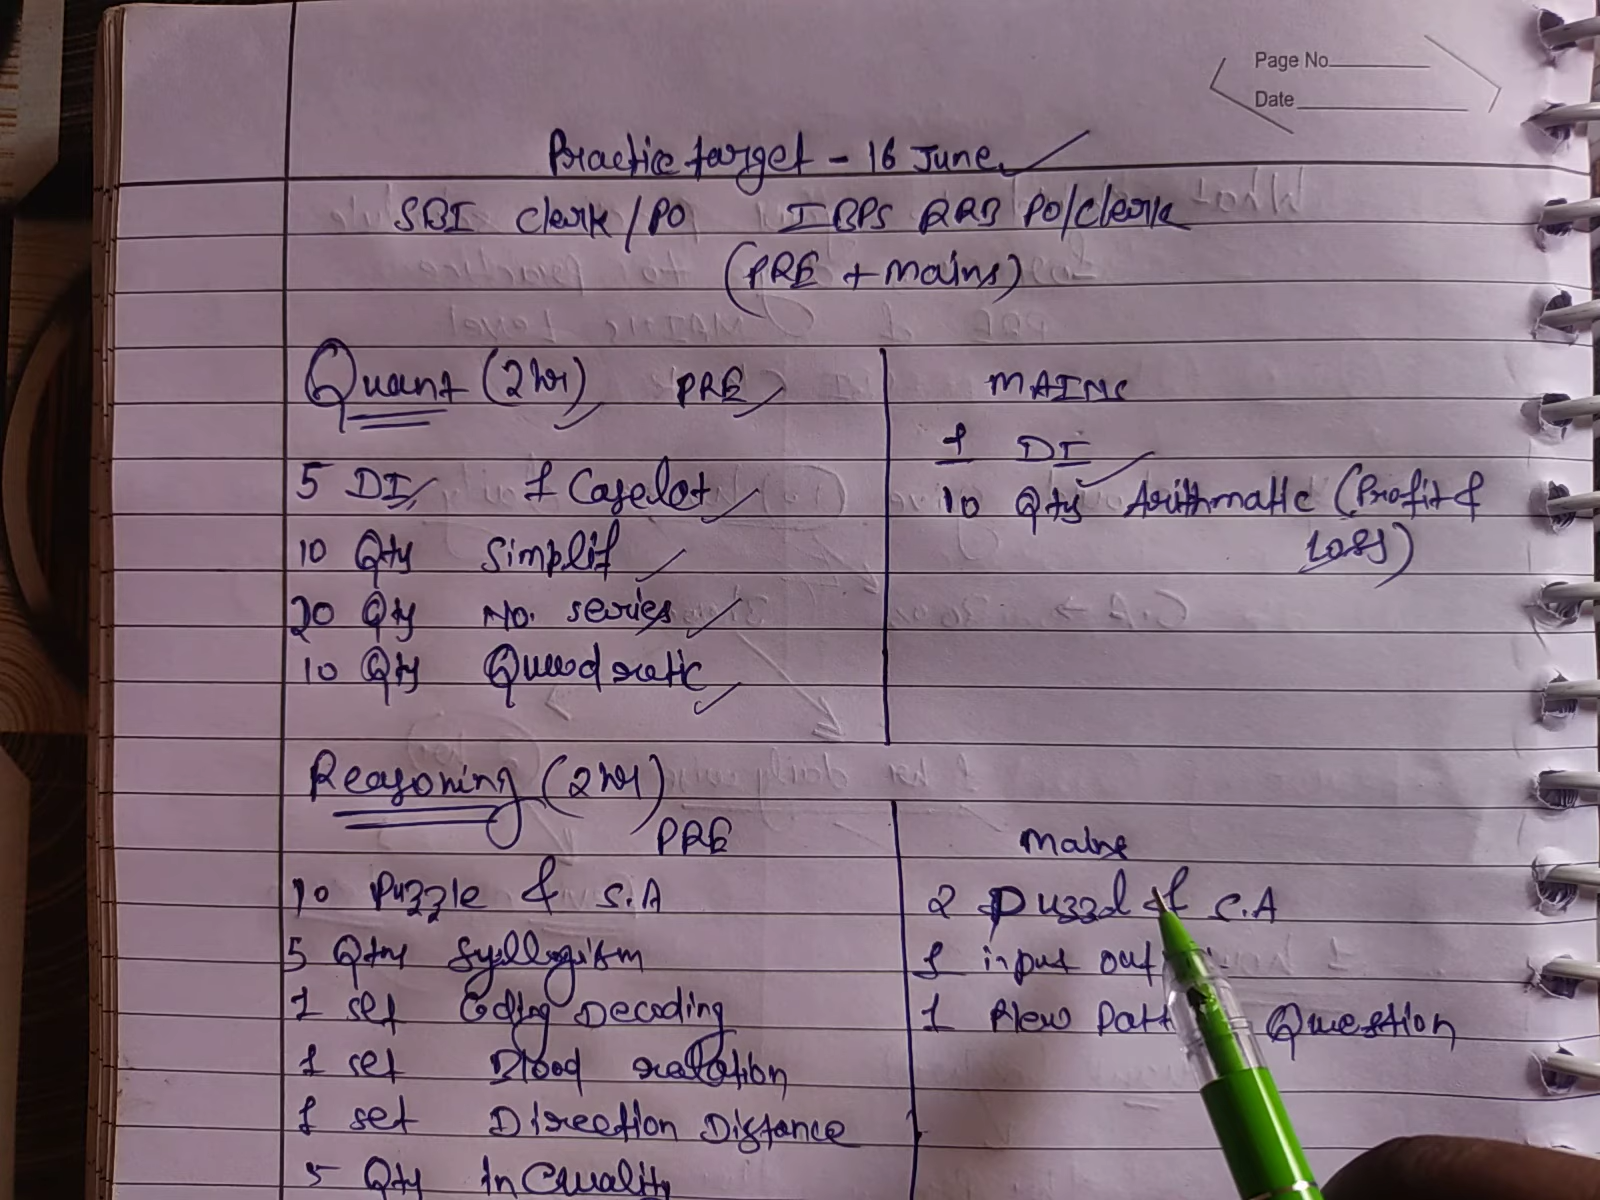 Page No.
Date
Practice target - 16 June
SBI Clerk/PO IBPS RRB PO/Clerk
(PRE + Mains)
Quant (2hr) PRE
5 DI 1 Caselet
10 Qty Simplif
20 Qty No. series
10 Qty Quadratic
MAINS
1 DI
10 Qty Arithmatic (Profit &
Loss)
Reasoning (2hr)
PRE
10 Puzzle & S.A
5 Qty Syllogism
1 set Coding Decoding
1 set Blood relation
1 set Direction Distance
5 Qty
Mains
2 Puzzl & S.A
1 input out
1 New Patt Question